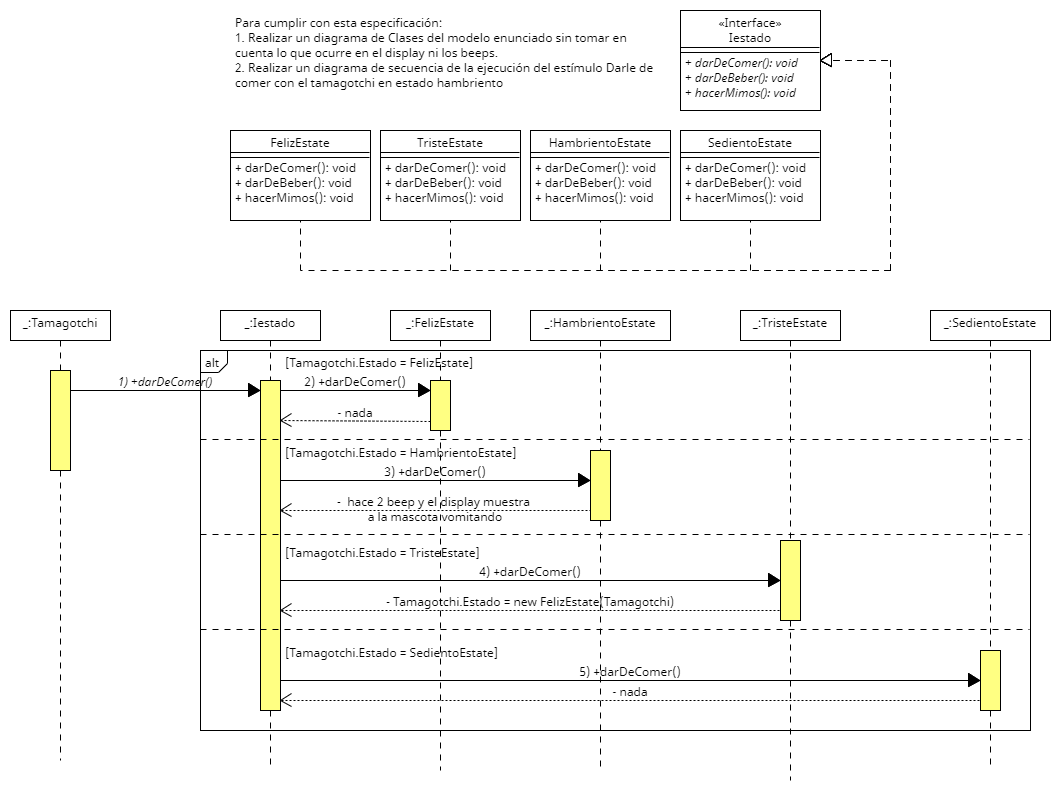 Para cumplir con esta especificación:
1. Realizar un diagrama de Clases del modelo enunciado sin tomar en
cuenta lo que ocurre en el display ni los beeps.
2. Realizar un diagrama de secuencia de la ejecución del estímulo Darle de
comer con el tamagotchi en estado hambriento
«Interface»
Iestado
+ darDeComer(): void
+ darDeBeber(): void
+ hacerMimos(): void
FelizEstate
+ darDeComer(): void
+ darDeBeber(): void
+ hacerMimos(): void
TristeEstate
+ darDeComer(): void
+ darDeBeber(): void
+ hacerMimos(): void
HambrientoEstate
+ darDeComer(): void
+ darDeBeber(): void
+ hacerMimos(): void
SedientoEstate
+ darDeComer(): void
+ darDeBeber(): void
+ hacerMimos(): void
_:Tamagotchi
_:Iestado
_:FelizEstate
_:HambrientoEstate
_:TristeEstate
_:SedientoEstate
alt
[Tamagotchi.Estado = FelizEstate]
1) +darDeComer()
2) +darDeComer()
- nada
[Tamagotchi.Estado = HambrientoEstate]
3) +darDeComer()
- hace 2 beep y el display muestra
a la mascota vomitando
[Tamagotchi.Estado = TristeEstate]
4) +darDeComer()
- Tamagotchi.Estado = new FelizEstate(Tamagotchi)
[Tamagotchi.Estado = SedientoEstate]
5) +darDeComer()
- nada